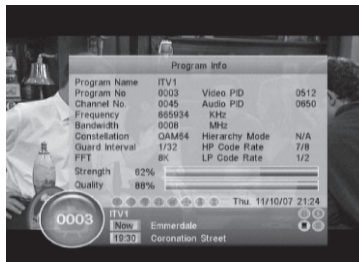 Program Info
Program Name ITV1
Program No 0003 Video PID 0512
Channel No. 0045 Audio PID 0650
Frequency 665934 KHz
Bandwidth 0008 MHz
Constellation QAM64 Hierarchy Mode N/A
Guard Interval 1/32 HP Code Rate 7/8
FFT 8K LP Code Rate 1/2
Strength 62%
Quality 88%
Thu. 11/10/07 21:24
0003 ITV1
Now Emmerdale
19:30 Coronation Street